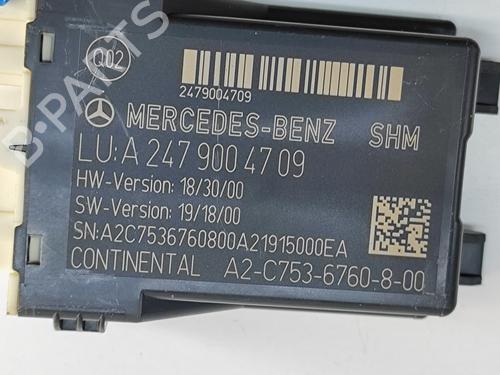 Q02
2479004709
MERCEDES-BENZ SHM
LU: A 247 900 47 09
HW-Version: 18/30/00
SW-Version: 19/18/00
SN:A2C7536760800A21915000EA
CONTINENTAL A2-C753-6760-8-00
B-PARTS